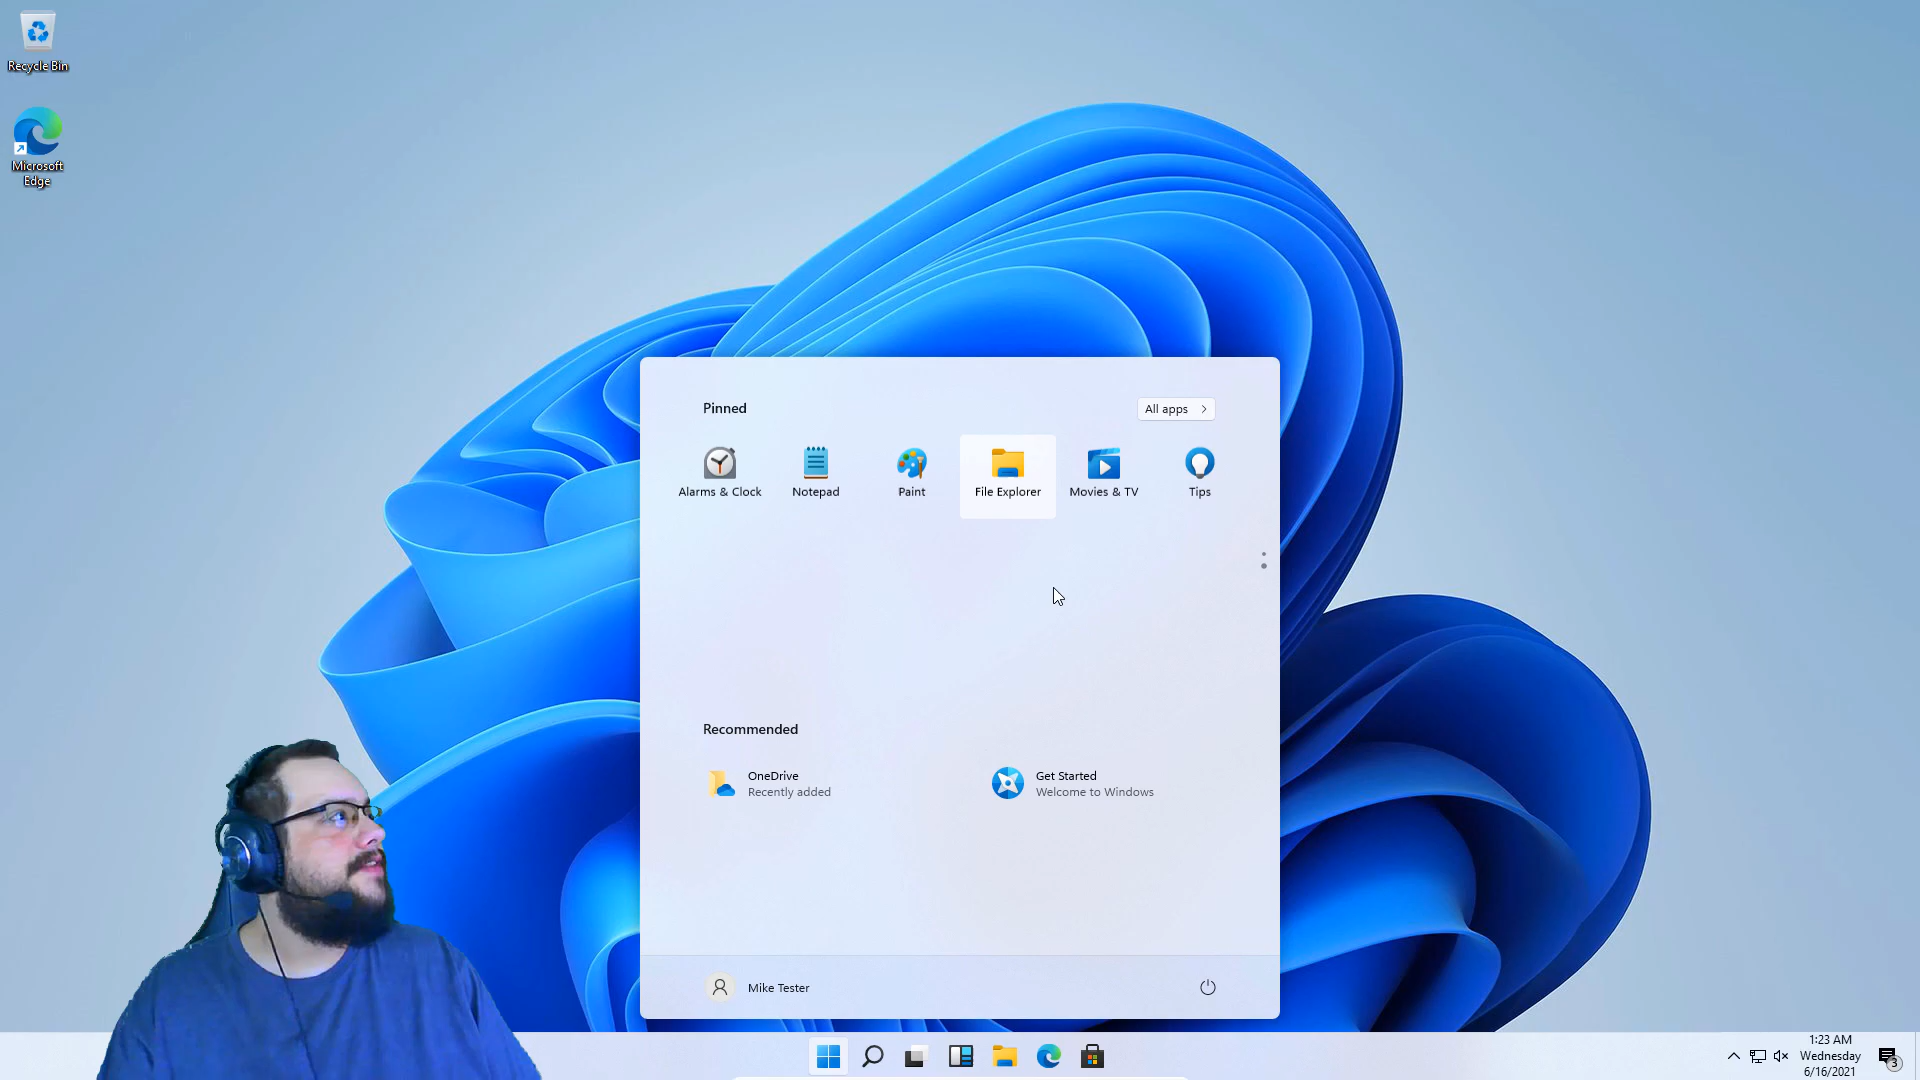 Recycle Bin
Microsoft
Edge
Pinned
All apps
Alarms & Clock
Notepad
Paint
File Explorer
Movies & TV
Tips
Recommended
OneDrive
Recently added
Get Started
Welcome to Windows
Mike Tester
1:23 AM
Wednesday
6/16/2021
3